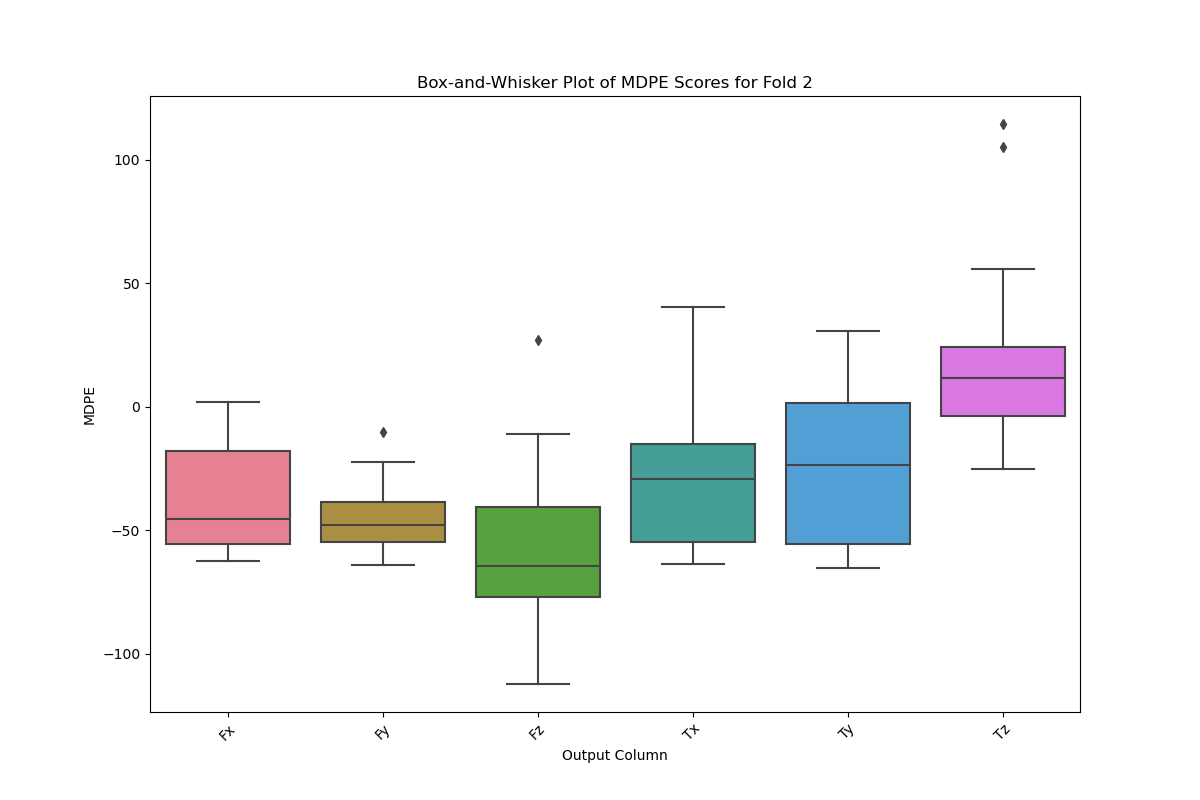 Box-and-Whisker Plot of MDPE Scores for Fold 2
100
50
0
−50
−100
MDPE
Fx
Fy
Fz
Tx
Ty
Tz
Output Column